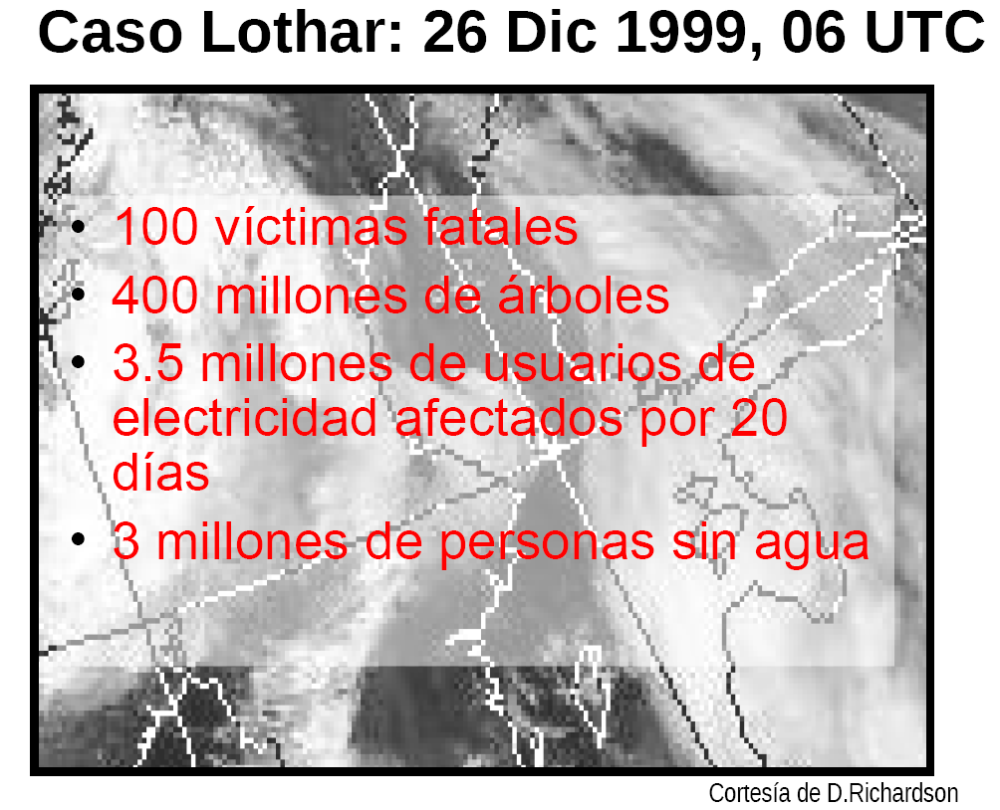 Caso Lothar: 26 Dic 1999, 06 UTC
• 100 víctimas fatales
• 400 millones de árboles
• 3.5 millones de usuarios de
electricidad afectados por 20
días
• 3 millones de personas sin agua
Cortesía de D.Richardson